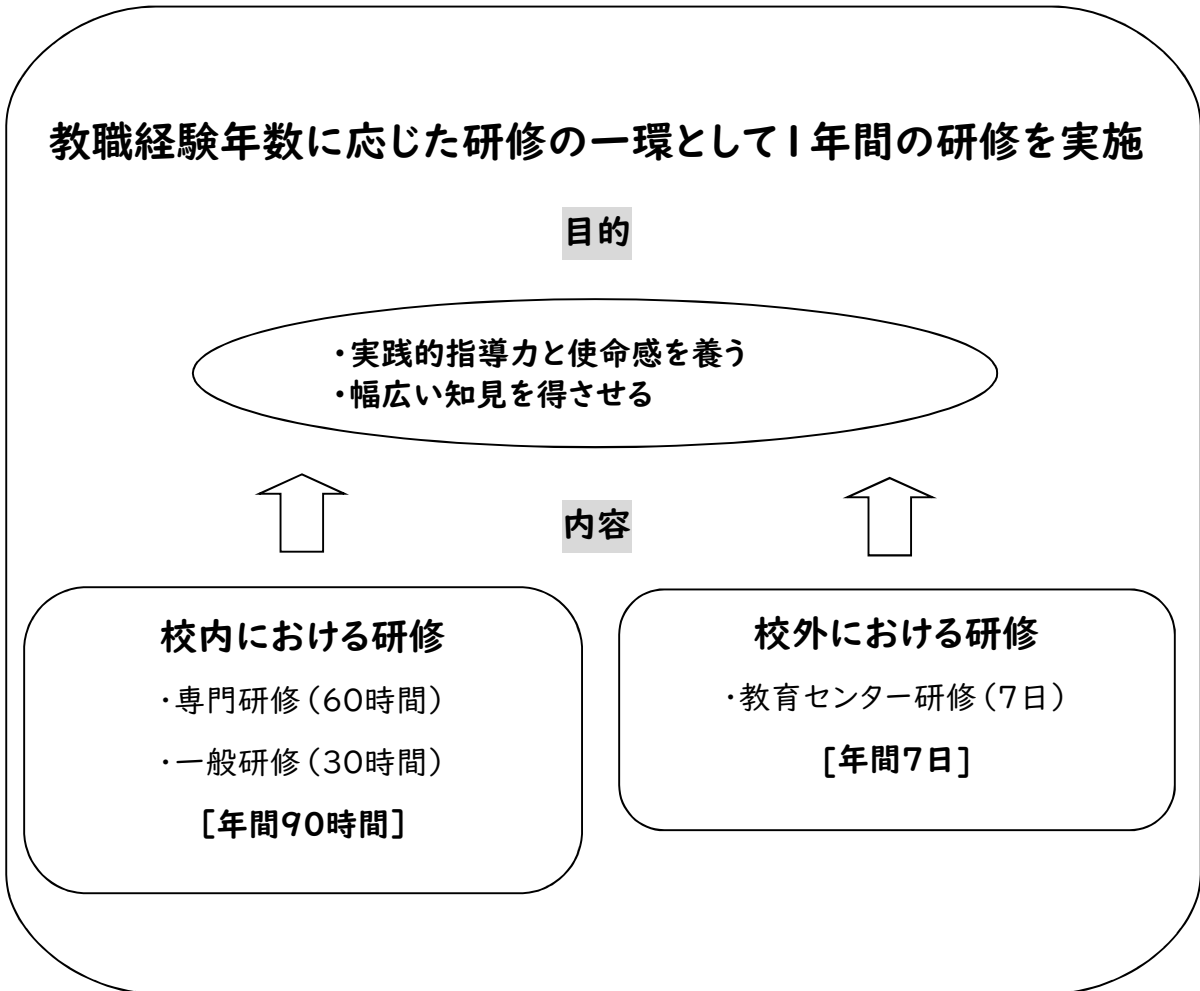 教職経験年数に応じた研修の一環として1年間の研修を実施
目的
・実践的指導力と使命感を養う
・幅広い知見を得させる
内容
校内における研修
・専門研修(60時間)
・一般研修(30時間)
[年間90時間]
校外における研修
・教育センター研修(7日)
[年間7日]